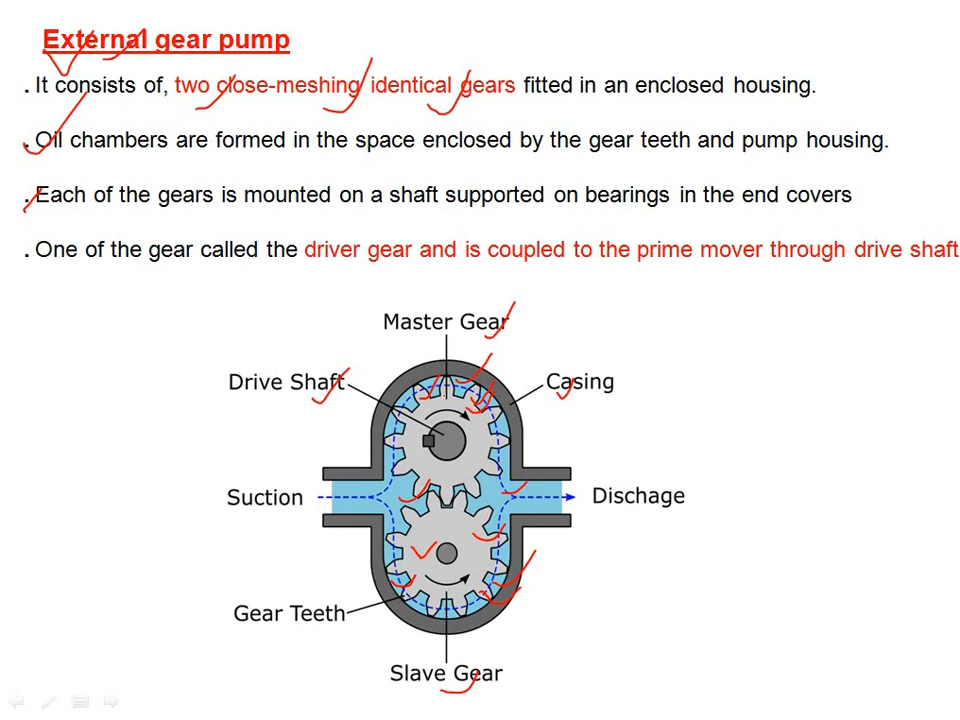 External gear pump
. It consists of, two close-meshing identical gears fitted in an enclosed housing.
. Oil chambers are formed in the space enclosed by the gear teeth and pump housing.
. Each of the gears is mounted on a shaft supported on bearings in the end covers
. One of the gear called the driver gear and is coupled to the prime mover through drive shaft
Master Gear
Drive Shaft
Casing
Suction
Dischage
Gear Teeth
Slave Gear